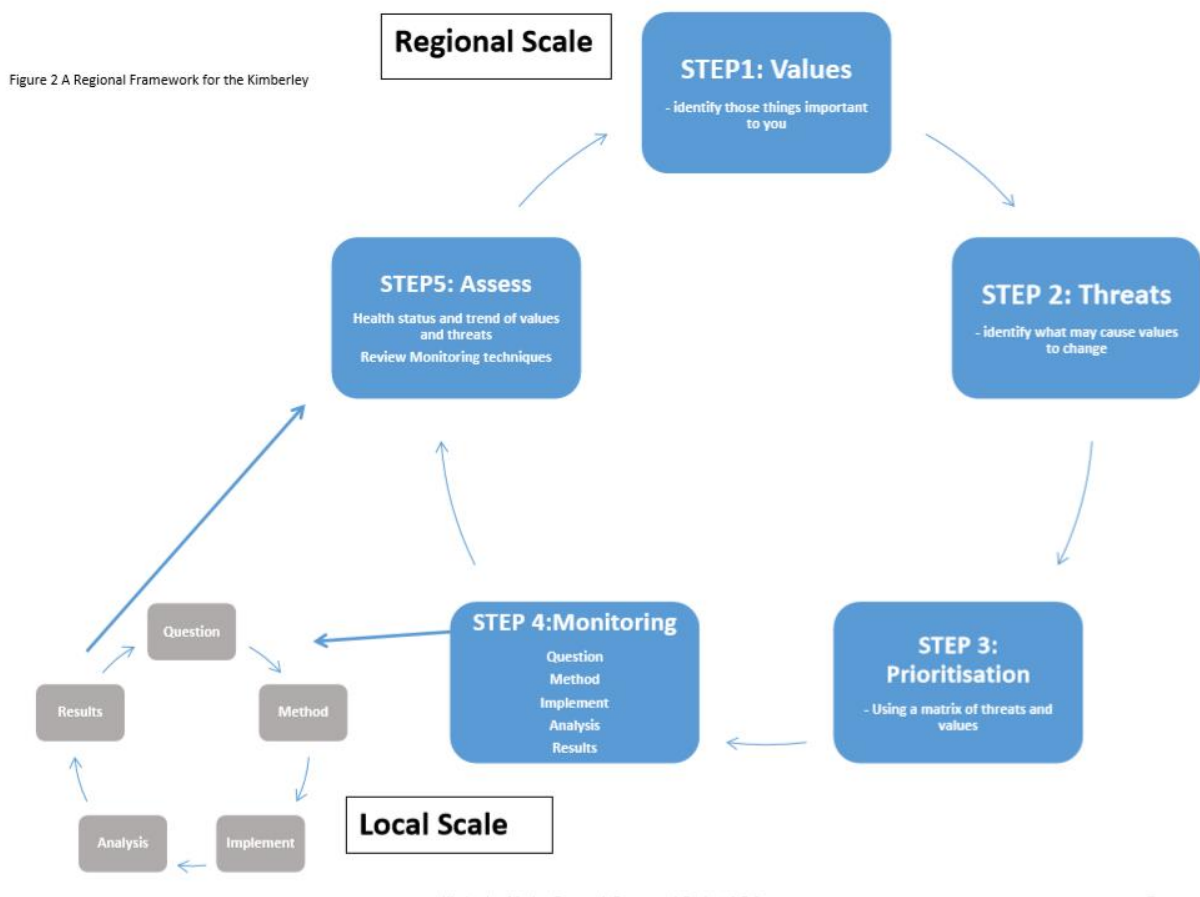 Regional Scale
Figure 2 A Regional Framework for the Kimberley
STEP1: Values
- identify those things important
to you
STEP 2: Threats
- identify what may cause values
to change
STEP 3:
Prioritisation
- Using a matrix of threats and
values
STEP 4:Monitoring
Question
Method
Implement
Analysis
Results
STEP5: Assess
Health status and trend of values
and threats
Review Monitoring techniques
Question
Method
Implement
Analysis
Results
Local Scale